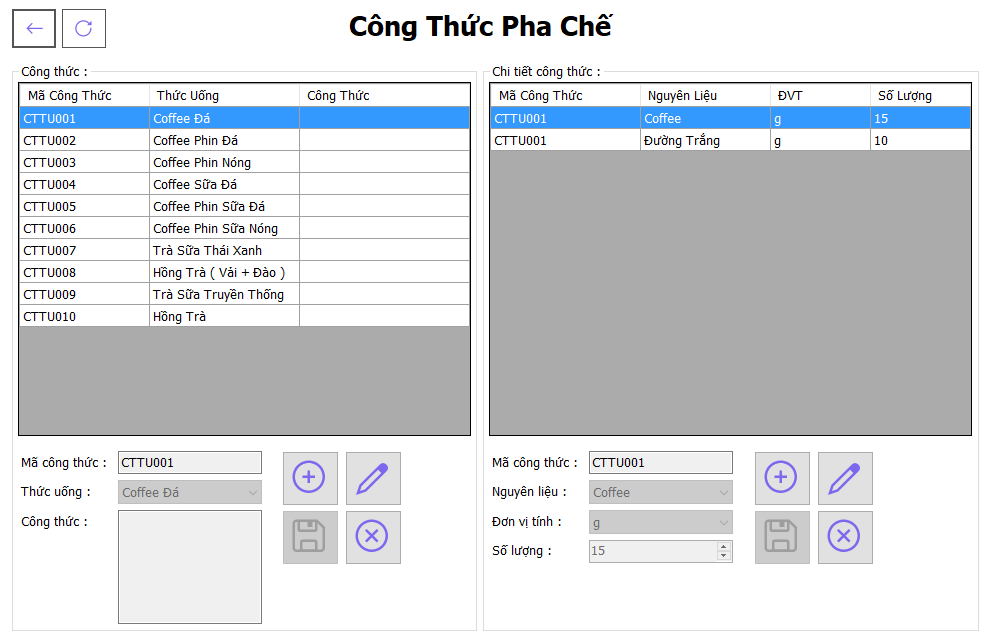 Công Thức Pha Chế
Công thức :
Mã Công Thức Thức Uống Công Thức
CTTU001 Coffee Đá
CTTU002 Coffee Phin Đá
CTTU003 Coffee Phin Nóng
CTTU004 Coffee Sữa Đá
CTTU005 Coffee Phin Sữa Đá
CTTU006 Coffee Phin Sữa Nóng
CTTU007 Trà Sữa Thái Xanh
CTTU008 Hồng Trà ( Vải + Đào )
CTTU009 Trà Sữa Truyền Thống
CTTU010 Hồng Trà
Mã công thức : CTTU001
Thức uống : Coffee Đá
Công thức :
Chi tiết công thức :
Mã Công Thức Nguyên Liệu ĐVT Số Lượng
CTTU001 Coffee g 15
CTTU001 Đường Trắng g 10
Mã công thức : CTTU001
Nguyên liệu : Coffee
Đơn vị tính : g
Số lượng : 15